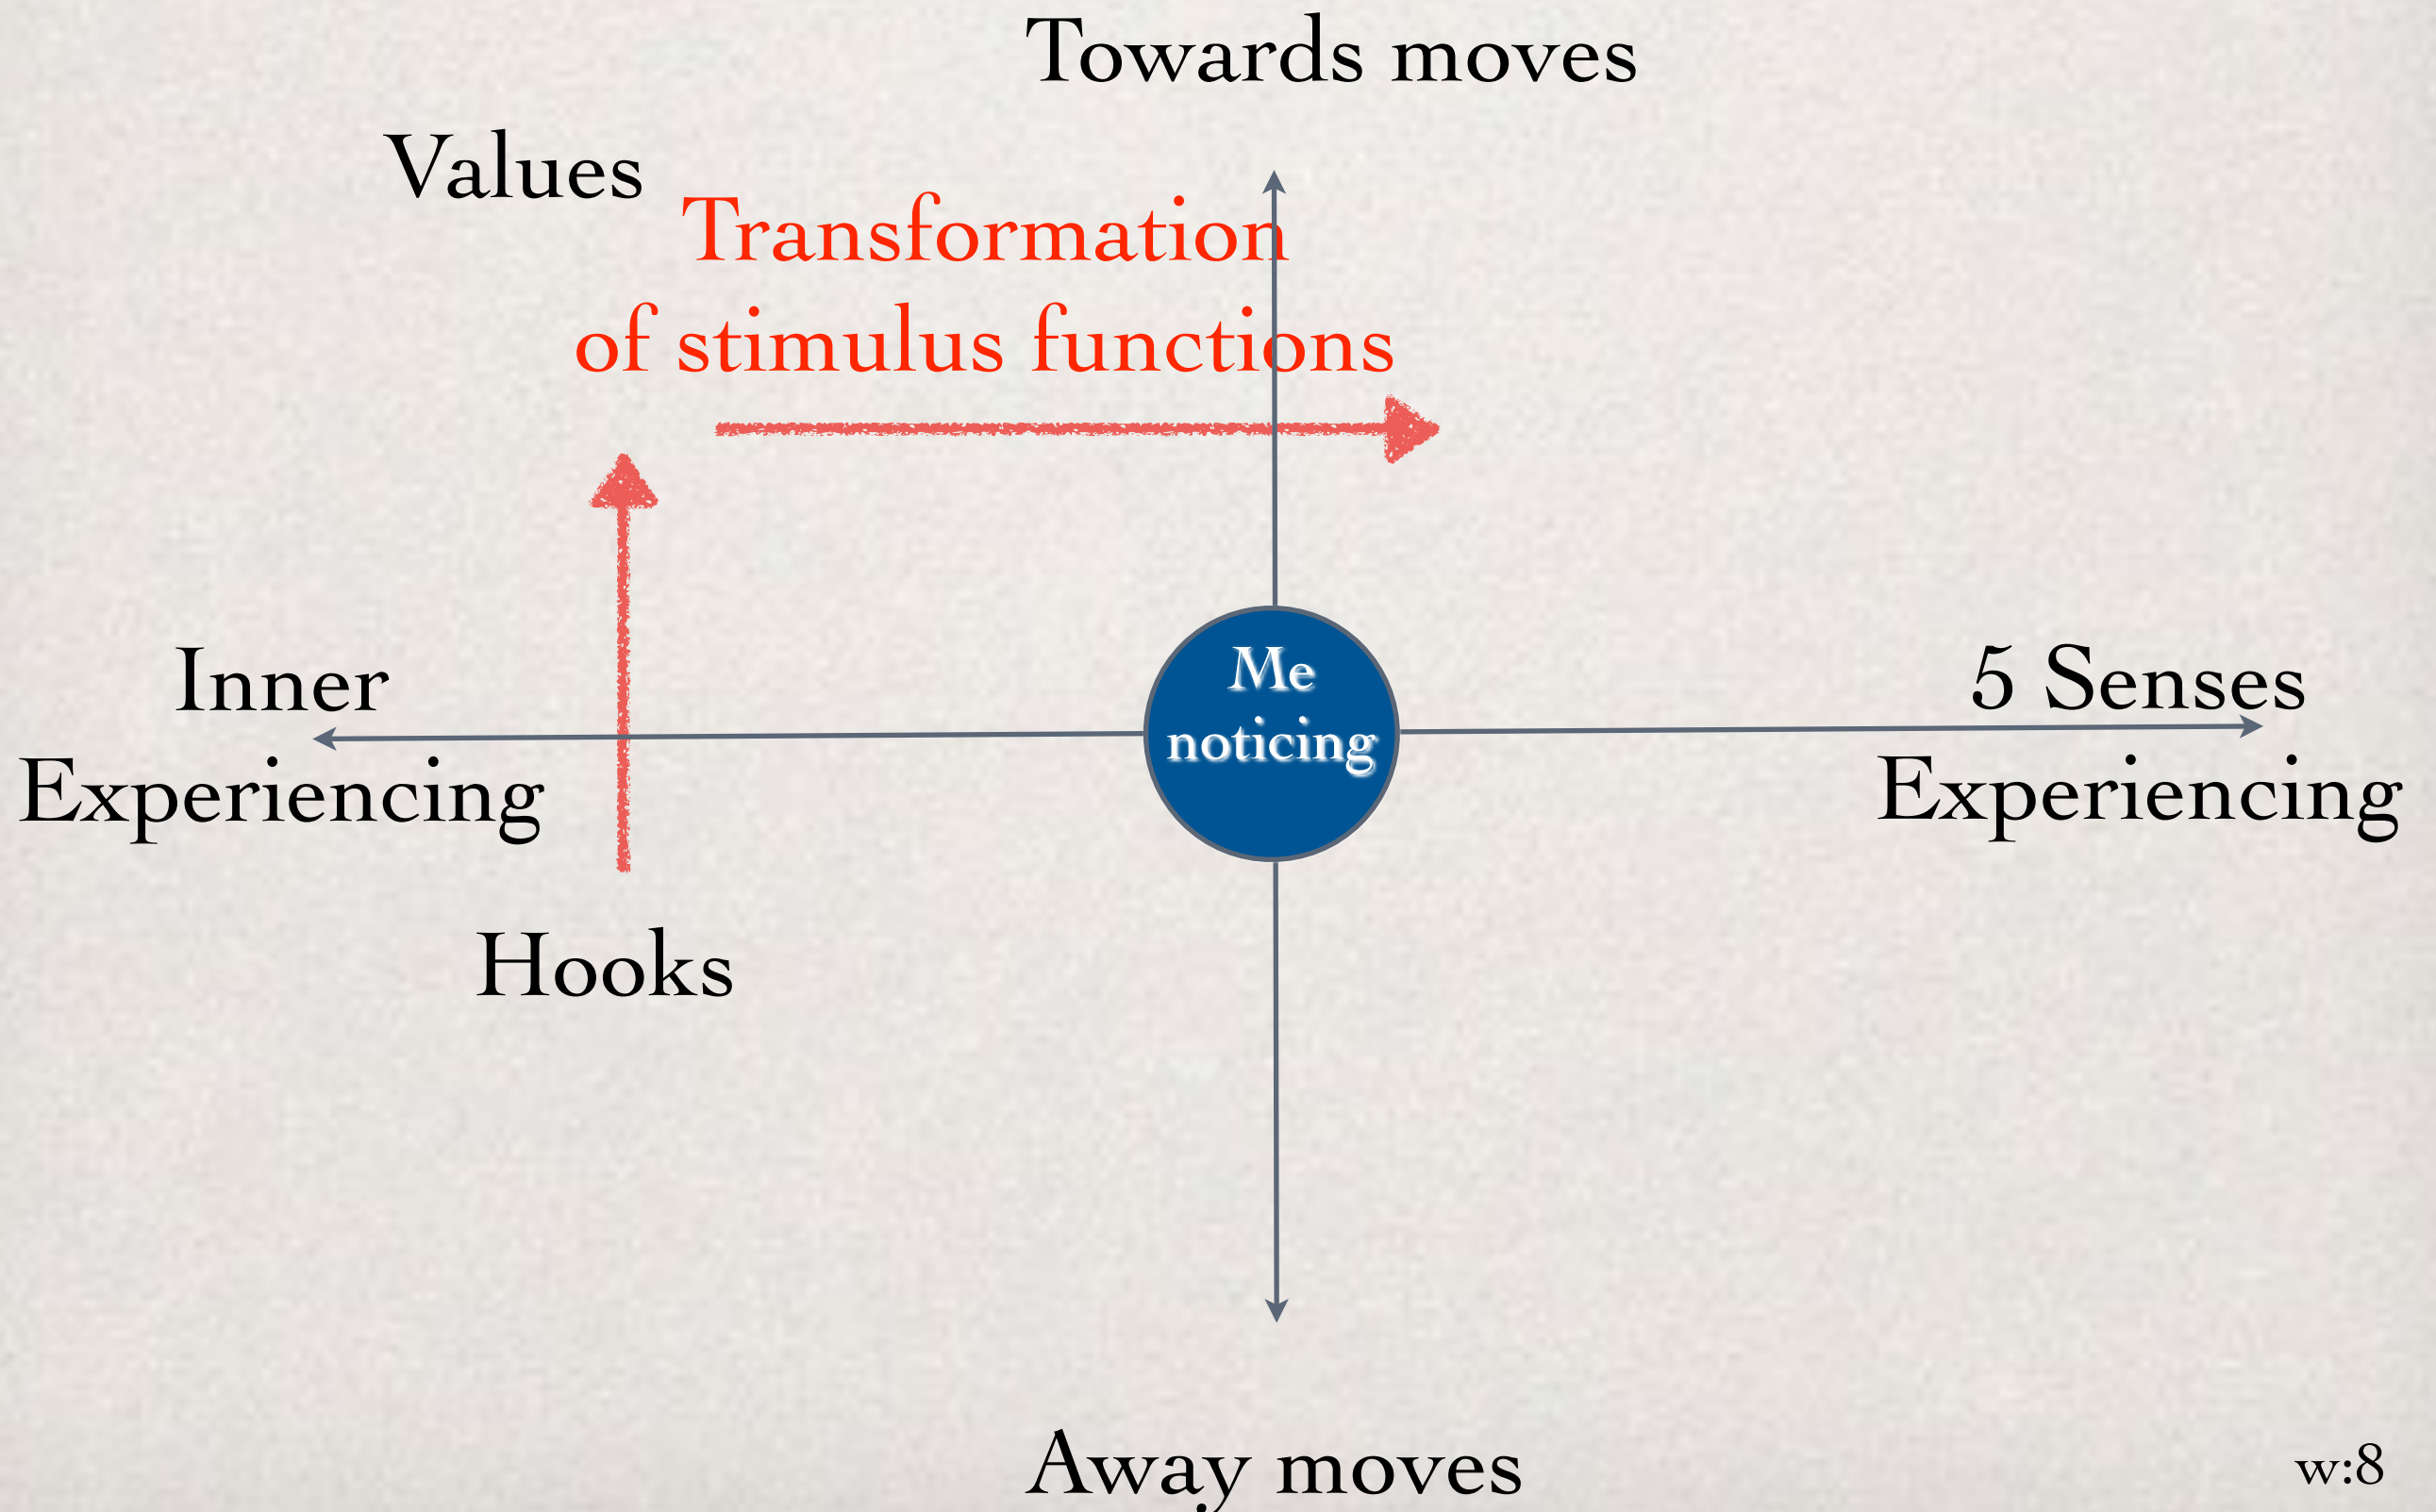 Towards moves
Values
Transformation
of stimulus functions
Me
noticing
Inner
Experiencing
5 Senses
Experiencing
Hooks
Away moves
w:8